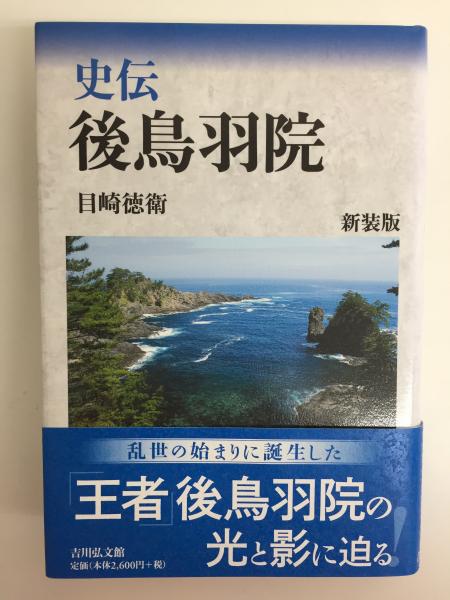 史伝
後鳥羽院
目崎徳衛
新装版
乱世の始まりに誕生した
「王者」後鳥羽院の
光と影に迫る!
吉川弘文館
定価(本体2,600円+税)